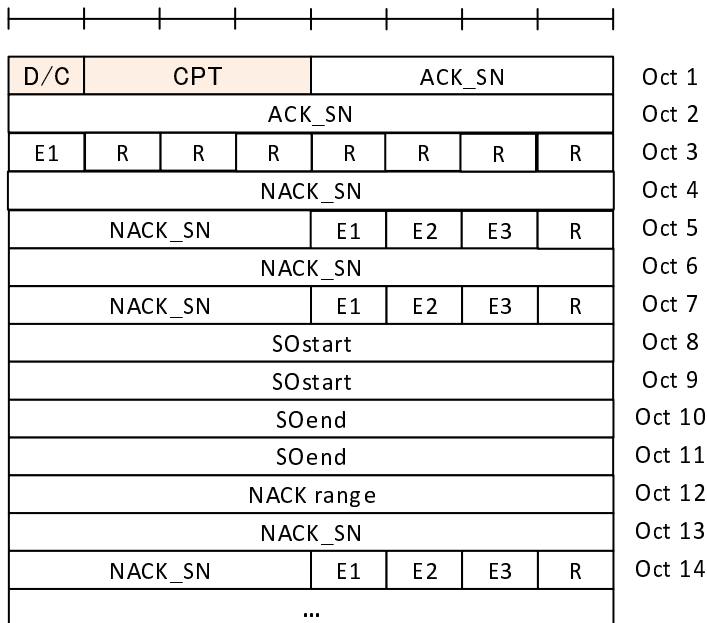 D/C CPT ACK_SN Oct 1
ACK_SN Oct 2
E1 R R R R R R R Oct 3
NACK_SN Oct 4
NACK_SN E1 E2 E3 R Oct 5
NACK_SN Oct 6
NACK_SN E1 E2 E3 R Oct 7
SOstart Oct 8
SOstart Oct 9
SOend Oct 10
SOend Oct 11
NACK range Oct 12
NACK_SN Oct 13
NACK_SN E1 E2 E3 R Oct 14
...